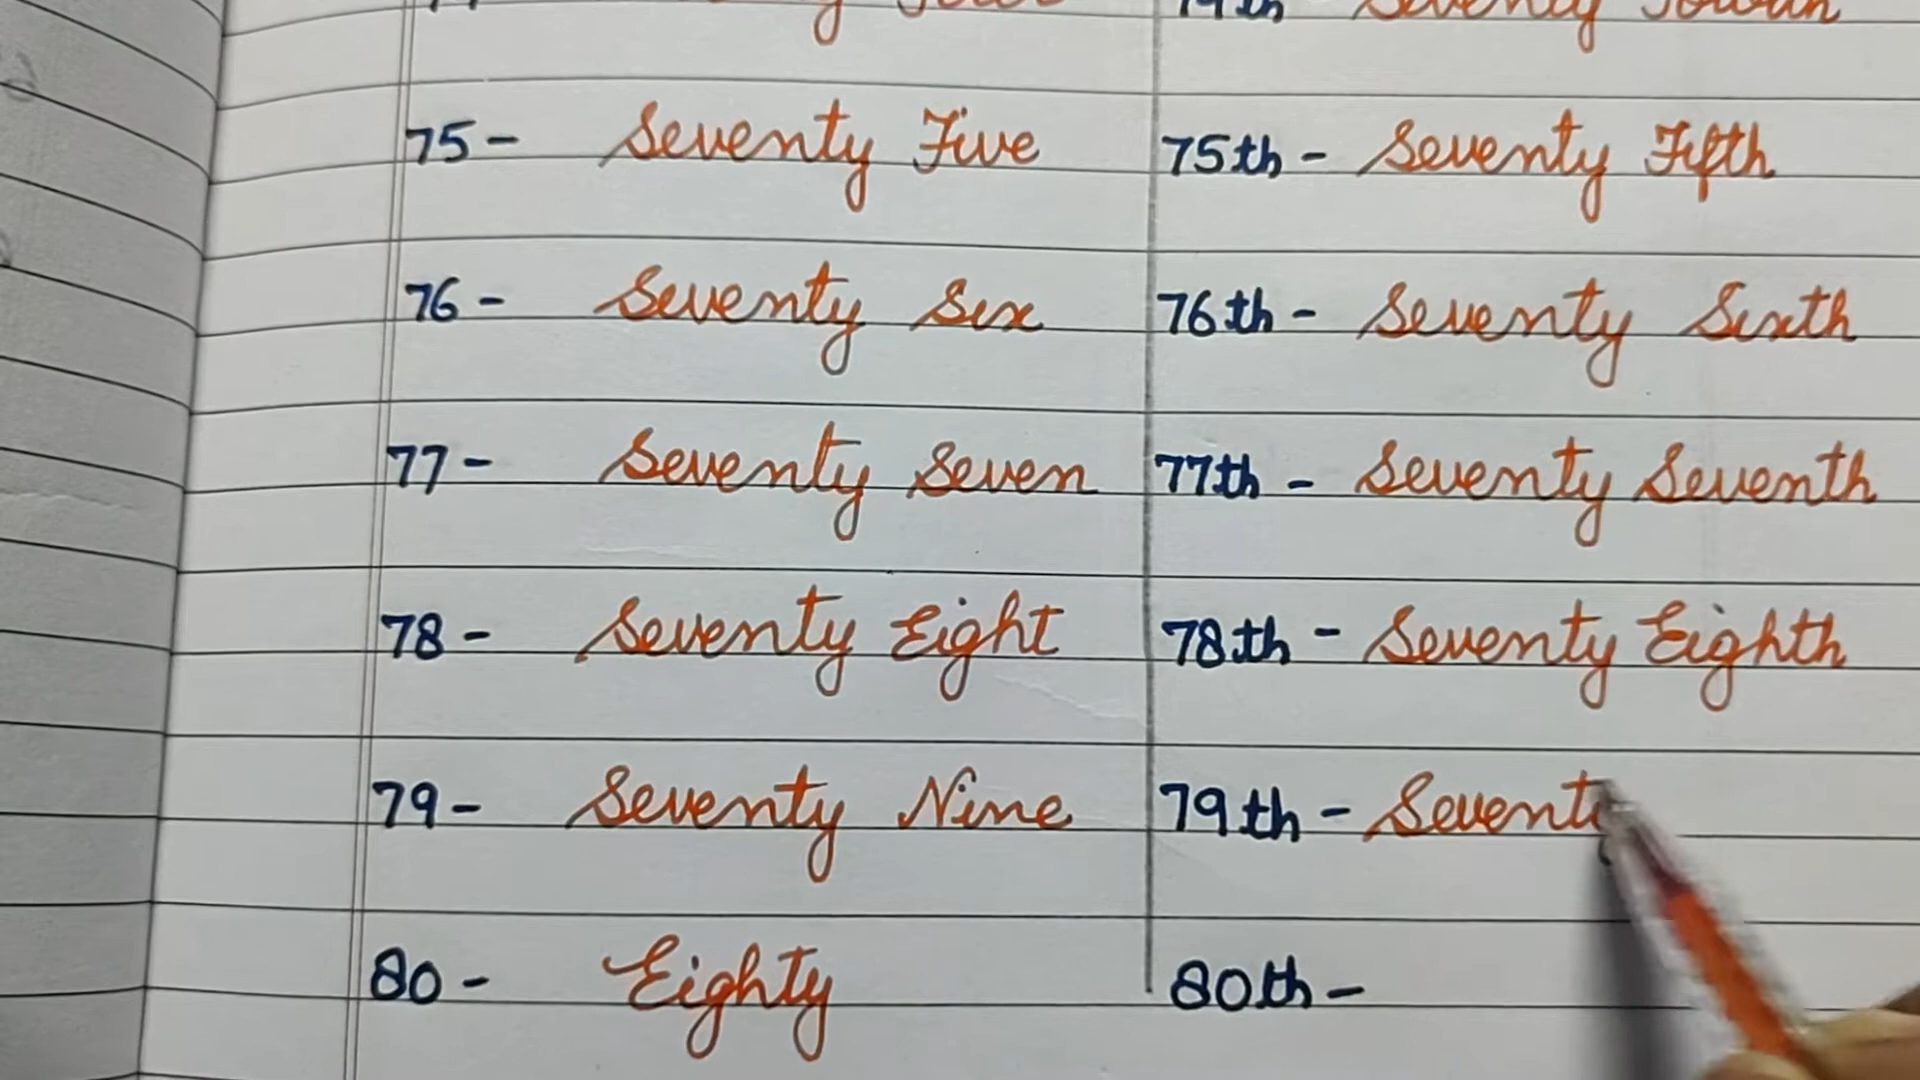 75 - Seventy Five 75th - Seventy Fifth
76 - Seventy Six 76th - Seventy Sixth
77 - Seventy Seven 77th - Seventy Seventh
78 - Seventy Eight 78th - Seventy Eighth
79 - Seventy Nine 79th - Seventy
80 - Eighty 80th -